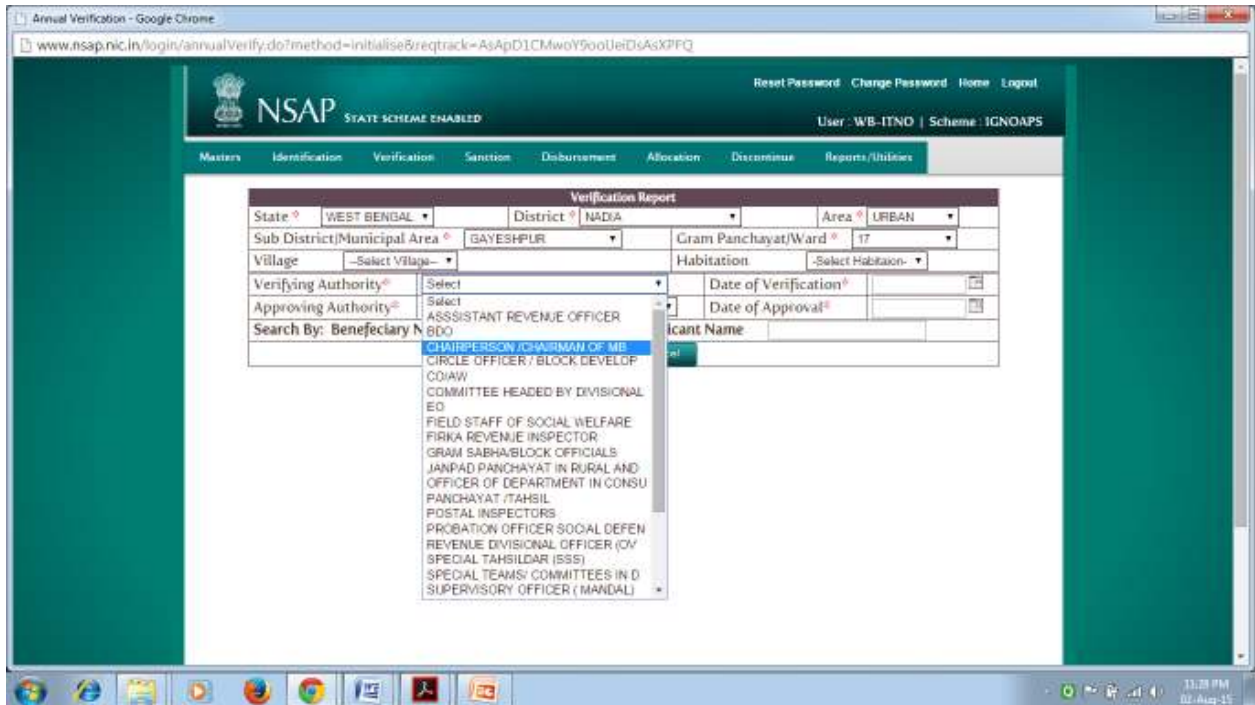 Annual Verification - Google Chrome
www.nsap.nic.in/login/annualVerify.do?method=initialise&reqtrack=AsApD1CMwoY9ooUeiDsAsXPFQ
Reset Password Change Password Home Logout
NSAP STATE SCHEME ENABLED
User : WB-ITNO | Scheme : IGNOAPS
Masters Identification Verification Sanction Disbursement Allocation Discontinue Reports/Utilities
Verification Report
State * WEST BENGAL District * NADIA Area * URBAN
Sub District/Municipal Area * GAYESHPUR Gram Panchayat/Ward * 17
Village --Select Village-- Habitation -Select Habitaion-
Verifying Authority* Select Date of Verification*
Approving Authority* Date of Approval*
Search By: Benefeciary N icant Name
Select
ASSSISTANT REVENUE OFFICER
BDO
CHAIRPERSON /CHAIRMAN OF MB
CIRCLE OFFICER / BLOCK DEVELOP
CO/AW
COMMITTEE HEADED BY DIVISIONAL
EO
FIELD STAFF OF SOCIAL WELFARE
FIRKA REVENUE INSPECTOR
GRAM SABHA/BLOCK OFFICIALS
JANPAD PANCHAYAT IN RURAL AND
OFFICER OF DEPARTMENT IN CONSU
PANCHAYAT /TAHSIL
POSTAL INSPECTORS
PROBATION OFFICER SOCIAL DEFEN
REVENUE DIVISIONAL OFFICER (OV
SPECIAL TAHSILDAR (SSS)
SPECIAL TEAMS/ COMMITTEES IN D
SUPERVISORY OFFICER ( MANDAL)
11:28 PM
02-Aug-15